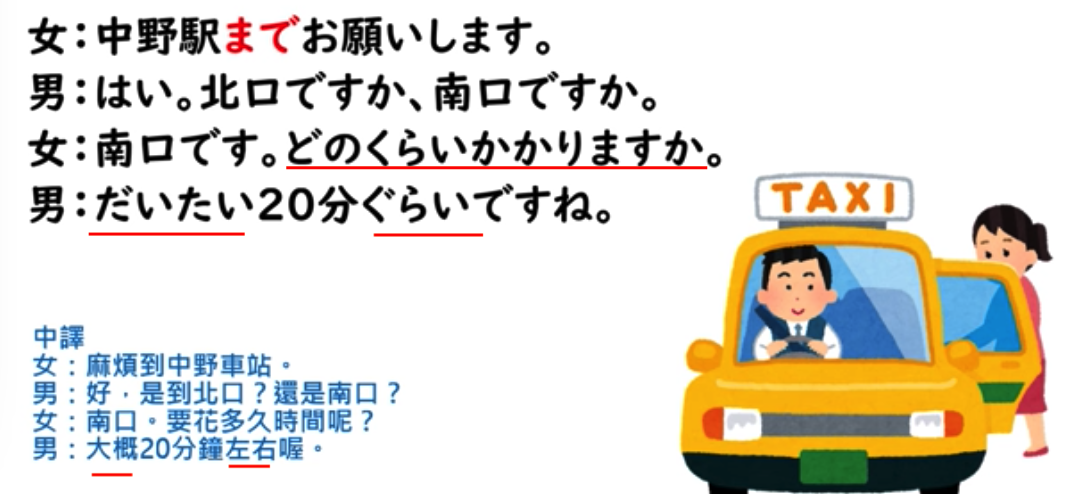 女：中野駅までお願いします。
男：はい。北口ですか、南口ですか。
女：南口です。どのくらいかかりますか。
男：だいたい20分ぐらいですね。
TAXI
中譯
女：麻煩到中野車站。
男：好，是到北口？還是南口？
女：南口。要花多久時間呢？
男：大概20分鐘左右喔。